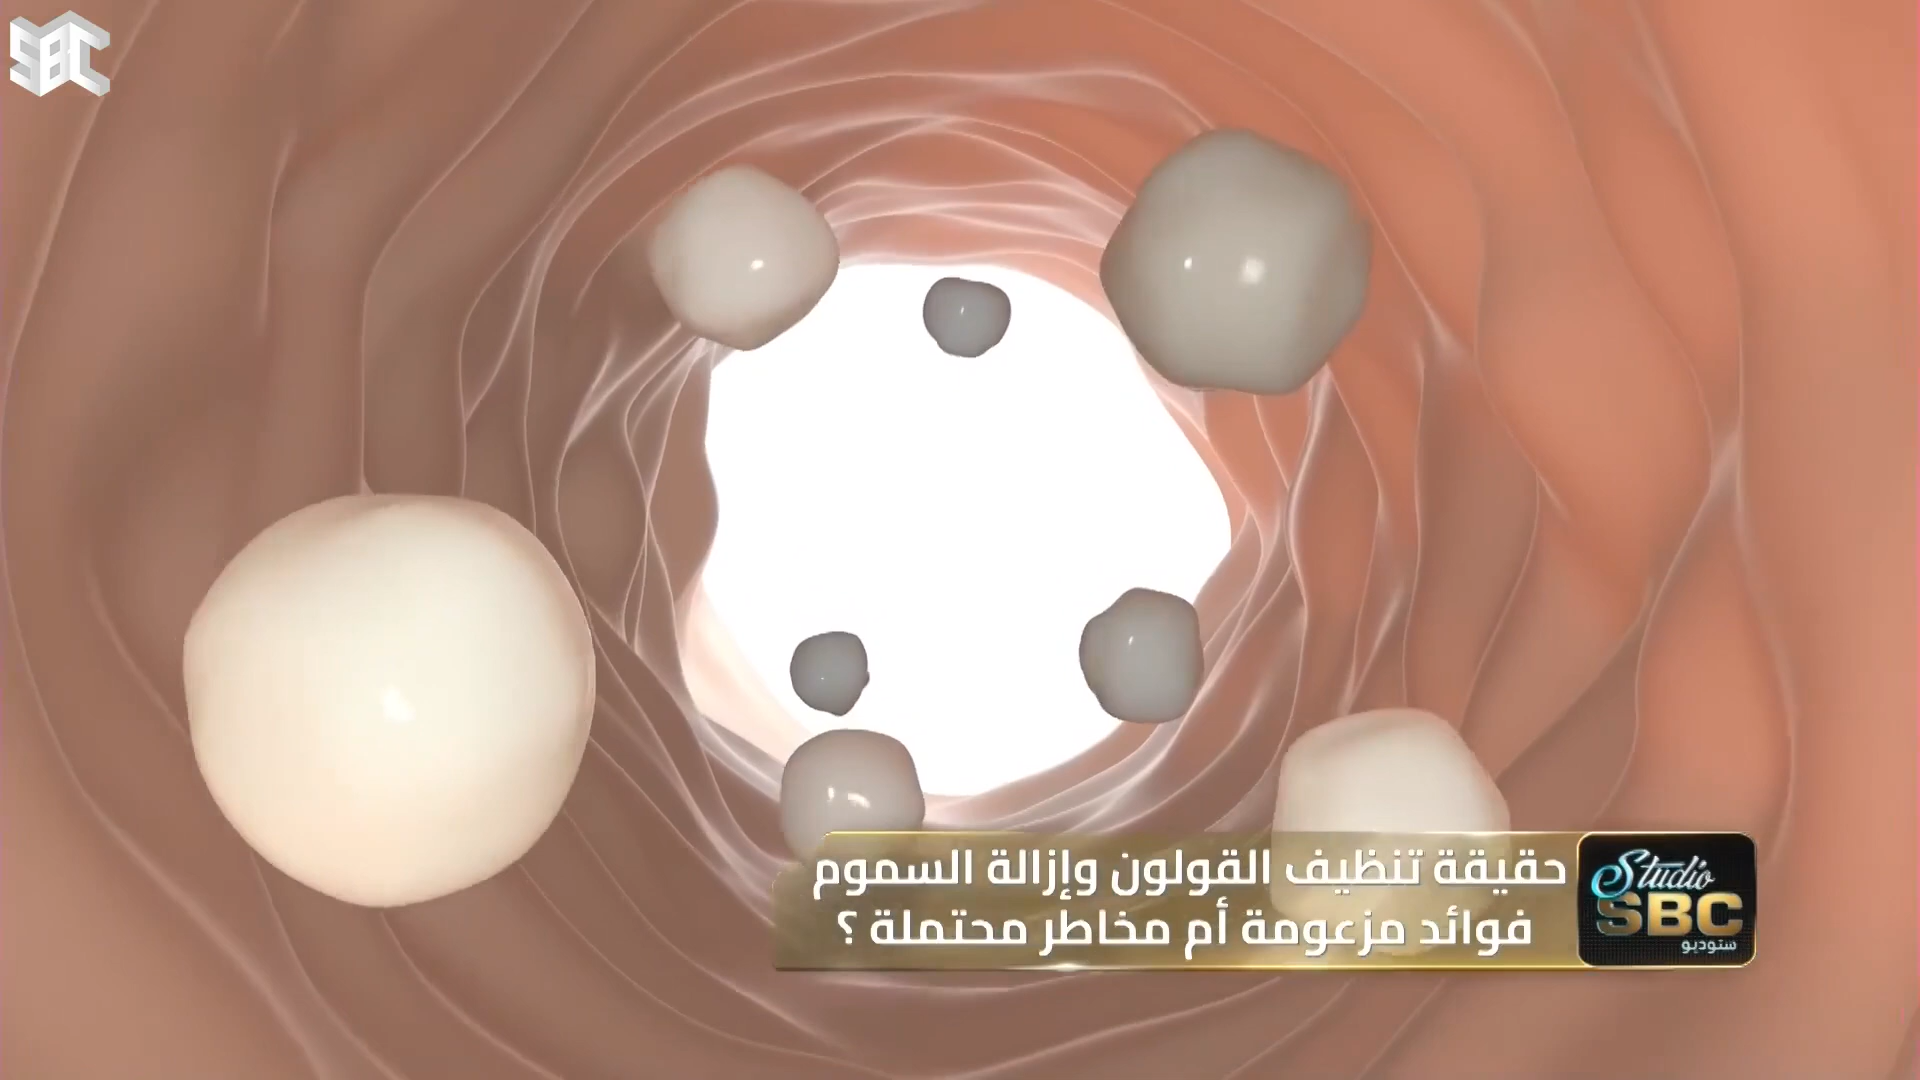 SBC
حقيقة تنظيف القولون وإزالة السموم
فوائد مزعومة أم مخاطر محتملة ؟
Studio
SBC
ستوديو